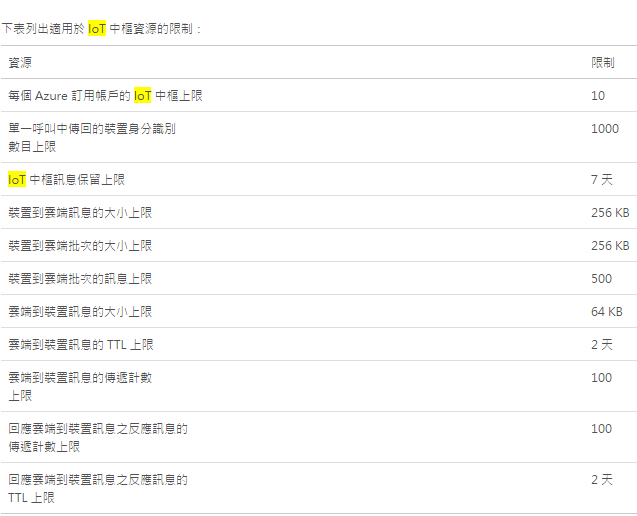 下表列出適用於 IoT 中樞資源的限制：
資源 限制
每個 Azure 訂用帳戶的 IoT 中樞上限 10
單一呼叫中傳回的裝置身分識別 1000
數目上限
IoT 中樞訊息保留上限 7 天
裝置到雲端訊息的大小上限 256 KB
裝置到雲端批次的大小上限 256 KB
裝置到雲端批次的訊息上限 500
雲端到裝置訊息的大小上限 64 KB
雲端到裝置訊息的 TTL 上限 2 天
雲端到裝置訊息的傳遞計數 100
上限
回應雲端到裝置訊息之反應訊息的 100
傳遞計數上限
回應雲端到裝置訊息之反應訊息的 2 天
TTL 上限